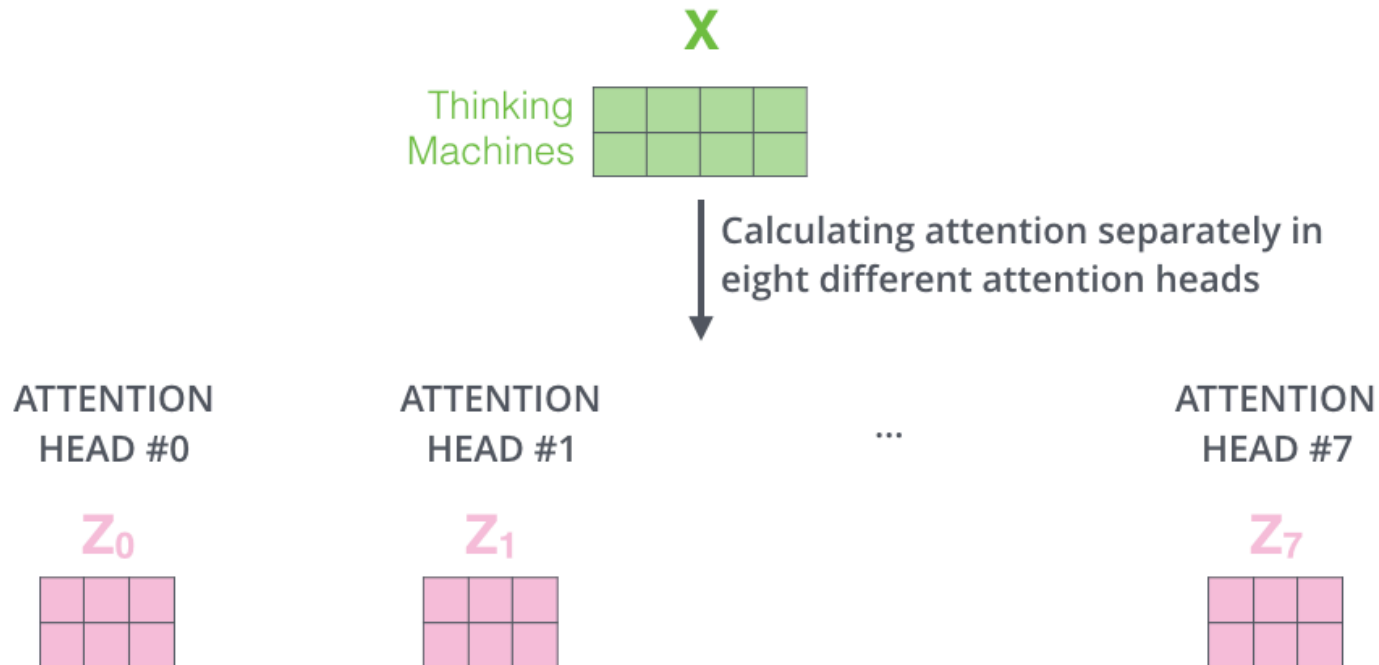 X
Thinking
Machines
Calculating attention separately in
eight different attention heads
ATTENTION
HEAD #0
ATTENTION
HEAD #1
...
ATTENTION
HEAD #7
Z₀
Z₁
Z₇